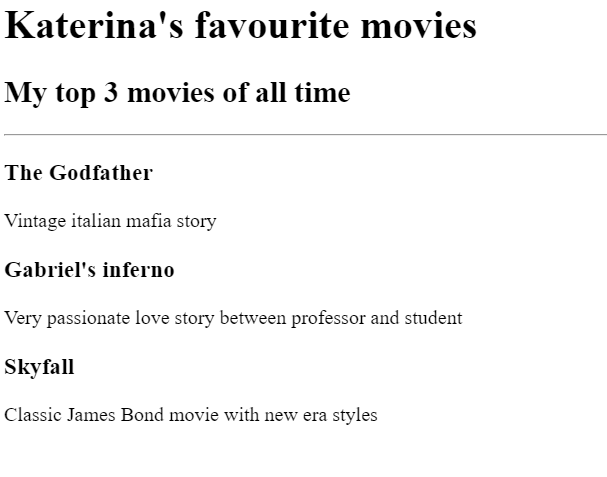 Katerina's favourite movies
My top 3 movies of all time
The Godfather
Vintage italian mafia story
Gabriel's inferno
Very passionate love story between professor and student
Skyfall
Classic James Bond movie with new era styles